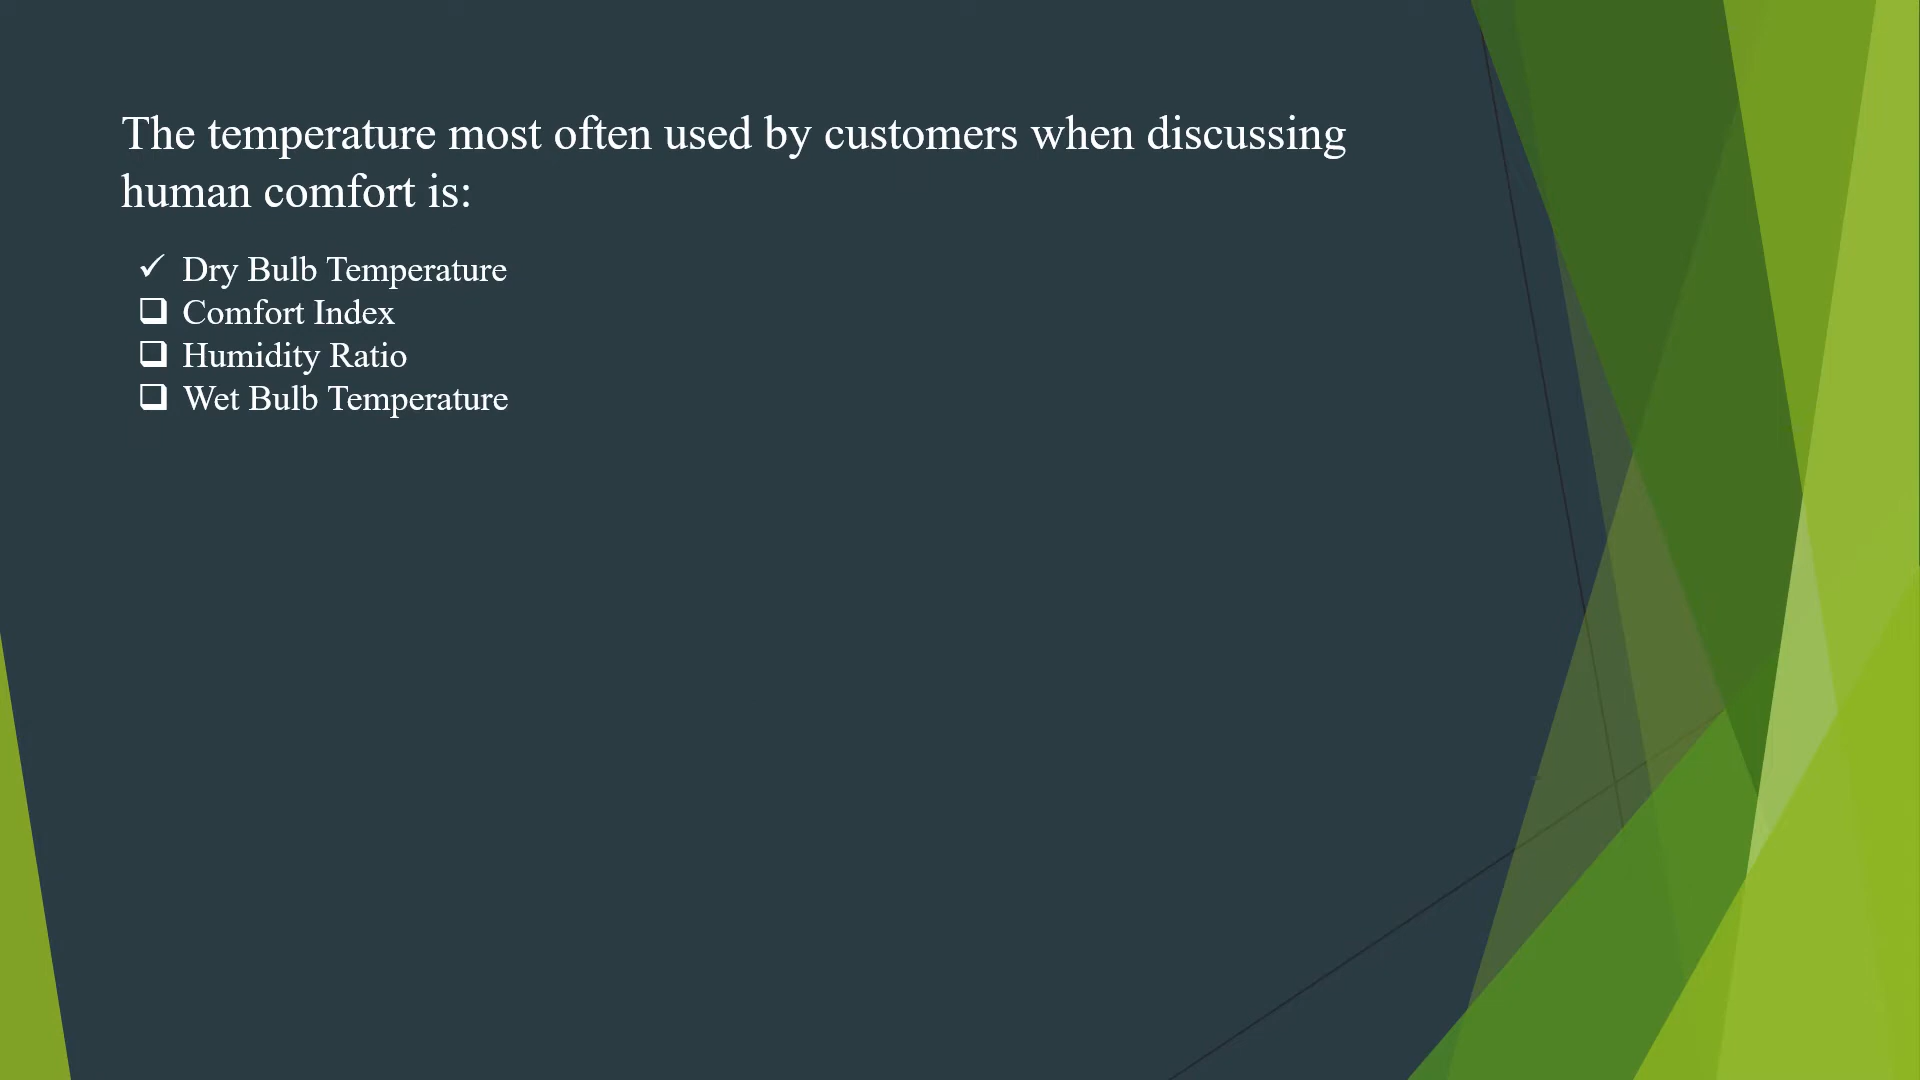 The temperature most often used by customers when discussing
human comfort is:
✓ Dry Bulb Temperature
❑ Comfort Index
❑ Humidity Ratio
❑ Wet Bulb Temperature